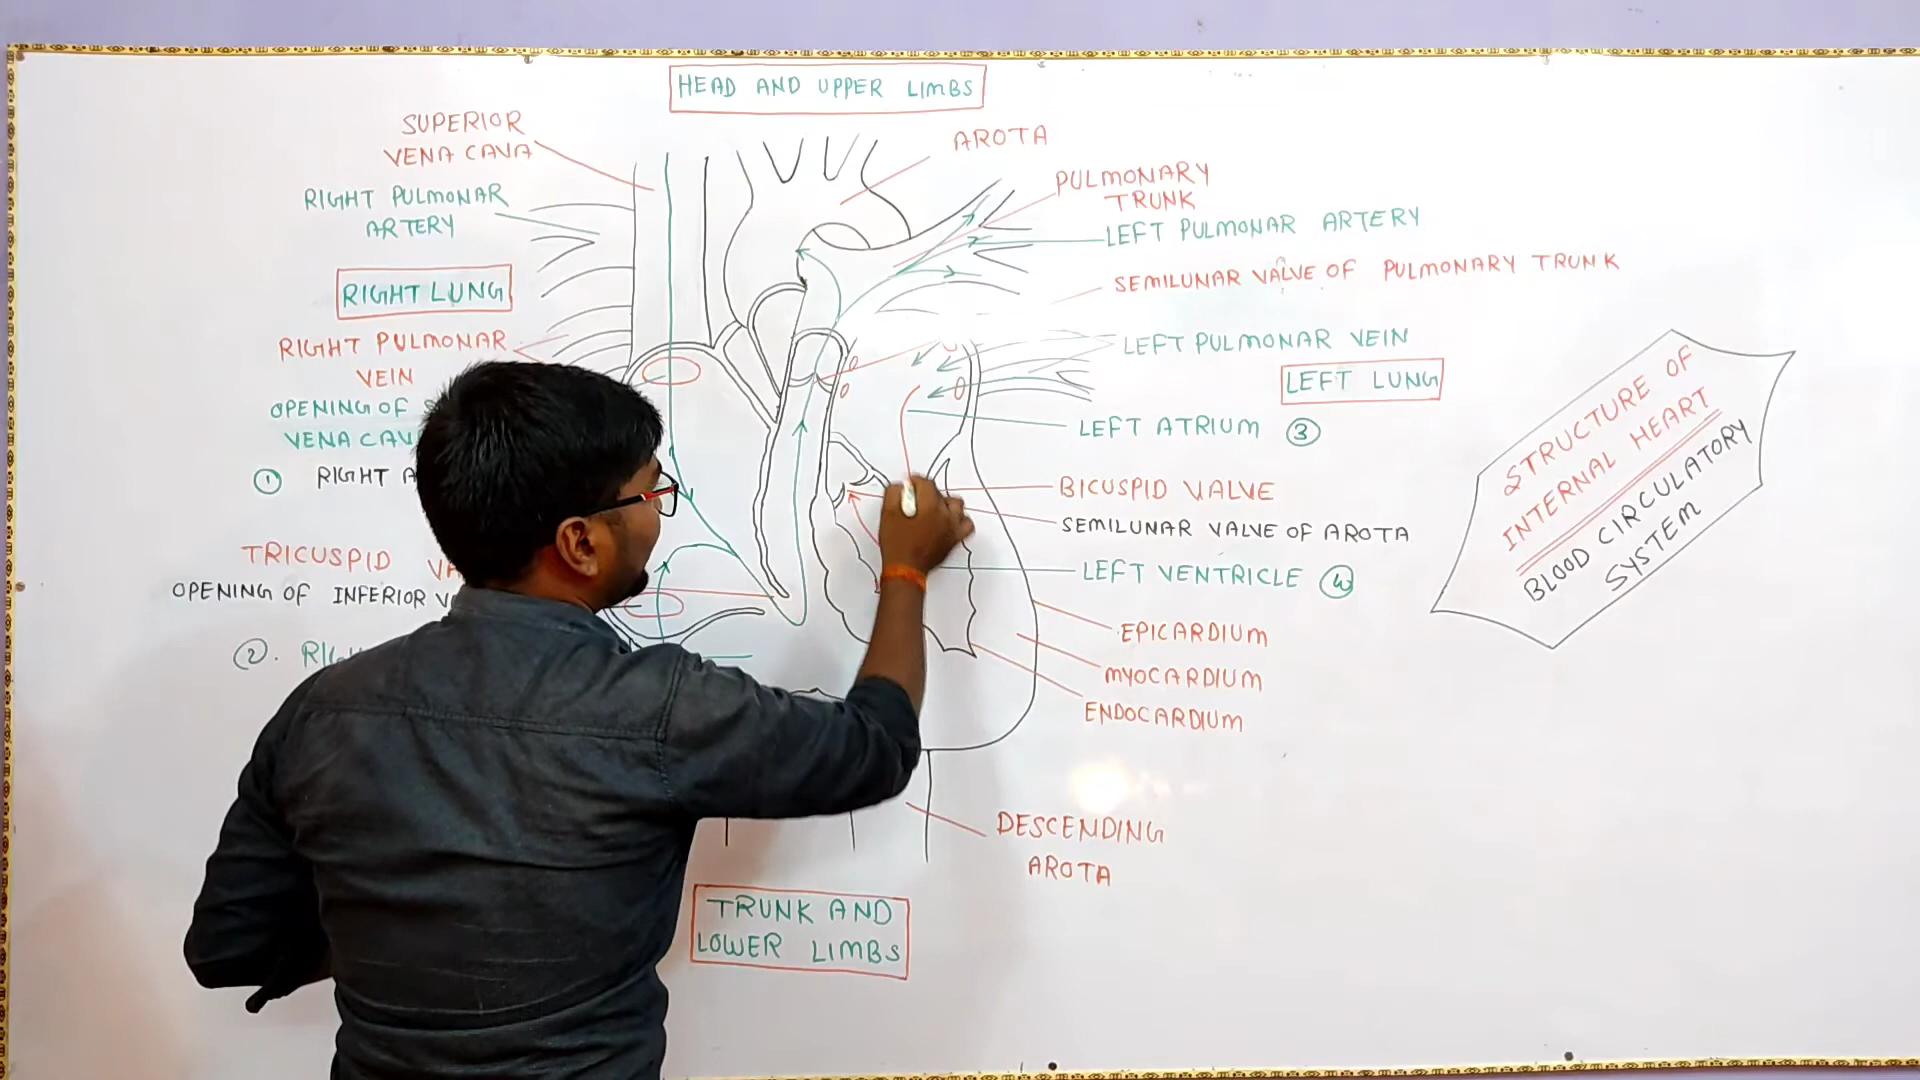 HEAD AND UPPER LIMBS
SUPERIOR
VENA CAVA
RIGHT PULMONAR
ARTERY
RIGHT LUNG
RIGHT PULMONAR
VEIN
OPENING OF
VENA CAVA
1 RIGHT
TRICUSPID
OPENING OF INFERIOR
2.
AROTA
PULMONARY
TRUNK
LEFT PULMONAR ARTERY
SEMILUNAR VALVE OF PULMONARY TRUNK
LEFT PULMONAR VEIN
LEFT LUNG
LEFT ATRIUM 3
BICUSPID VALVE
SEMILUNAR VALVE OF AROTA
LEFT VENTRICLE 4
EPICARDIUM
MYOCARDIUM
ENDOCARDIUM
DESCENDING
AROTA
TRUNK AND
LOWER LIMBS
STRUCTURE OF
INTERNAL HEART
BLOOD CIRCULATORY
SYSTEM